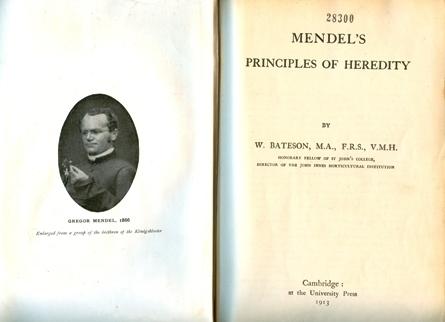 GREGOR MENDEL, 1866
Enlarged from a group of the brethren of the Königskloster
28300
MENDEL'S
PRINCIPLES OF HEREDITY
BY
W. BATESON, M.A., F.R.S., V.M.H.
HONORARY FELLOW OF ST JOHN'S COLLEGE,
DIRECTOR OF THE JOHN INNES HORTICULTURAL INSTITUTION
Cambridge:
at the University Press
1913